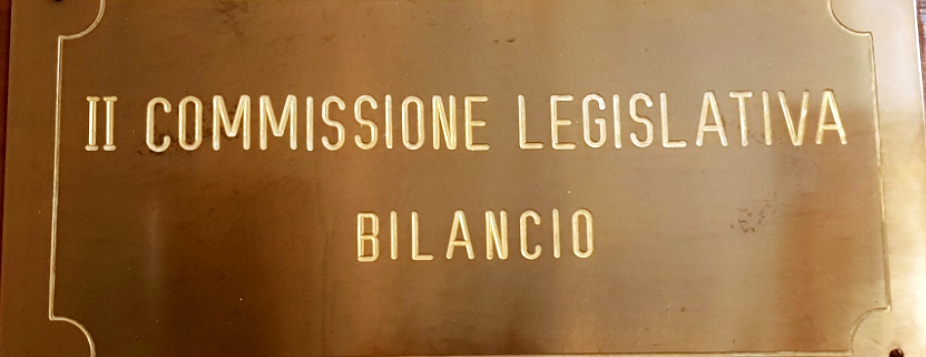 II COMMISSIONE LEGISLATIVA
BILANCIO